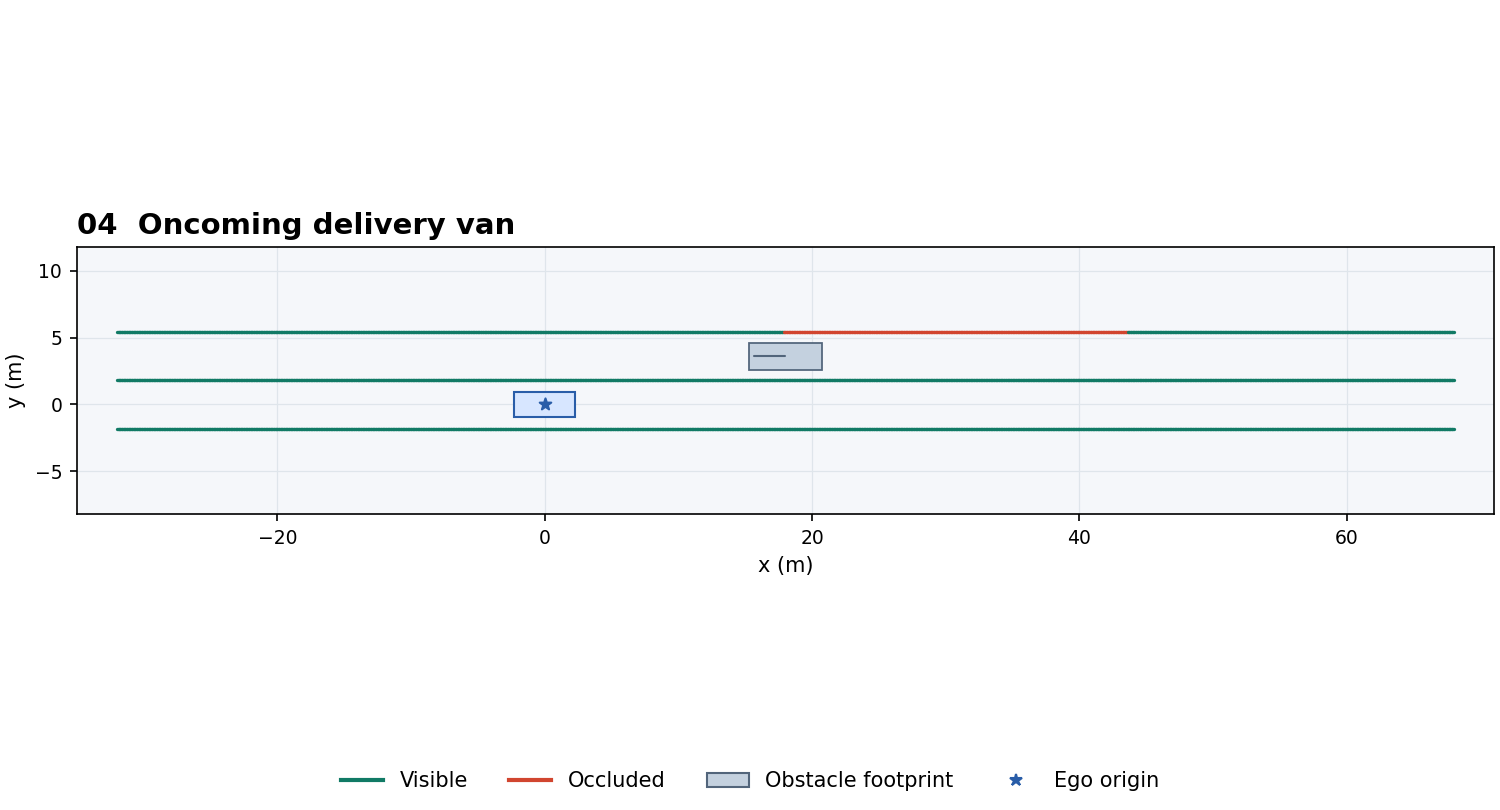 04  Oncoming delivery van
10
5
0
−5
y (m)
−20
0
20
40
60
x (m)
Visible
Occluded
Obstacle footprint
Ego origin